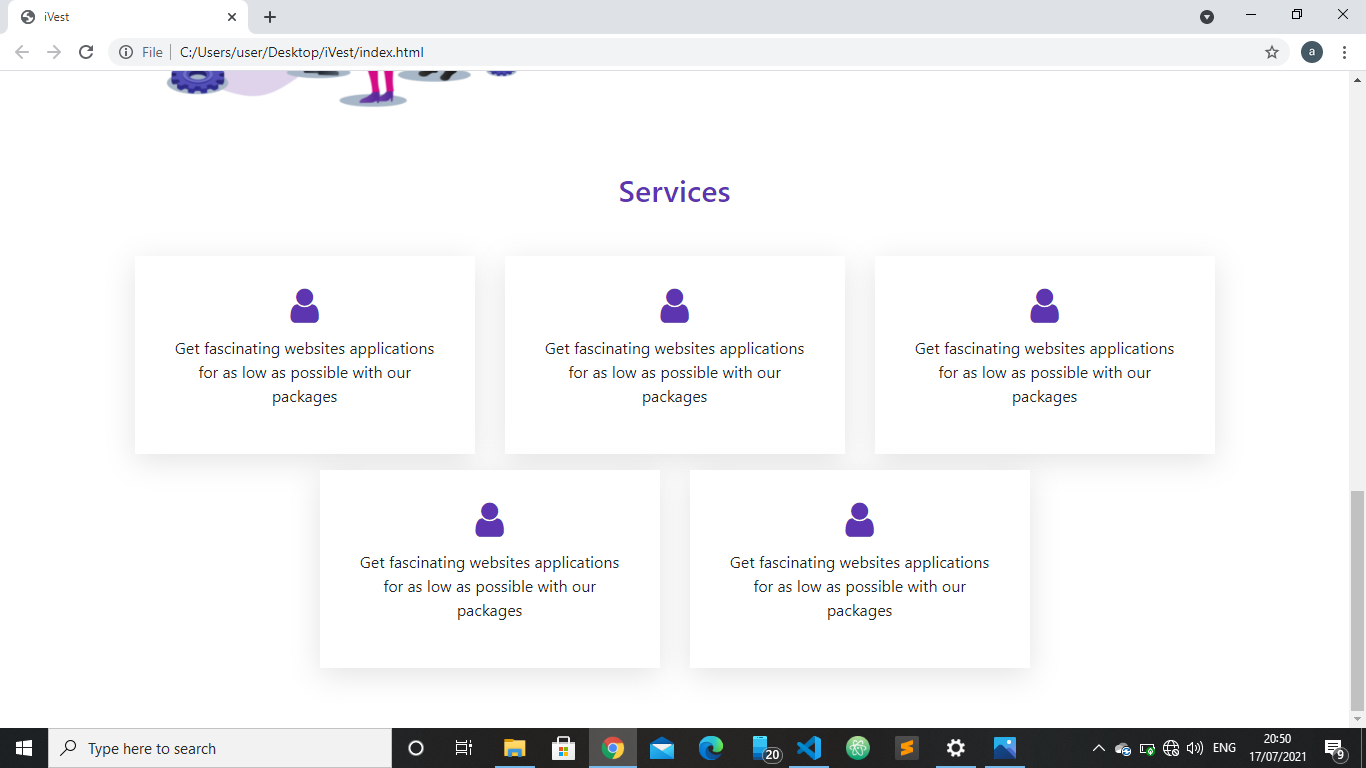 iVest
File
C:/Users/user/Desktop/iVest/index.html
a
Services
Get fascinating websites applications
for as low as possible with our
packages
Get fascinating websites applications
for as low as possible with our
packages
Get fascinating websites applications
for as low as possible with our
packages
Get fascinating websites applications
for as low as possible with our
packages
Get fascinating websites applications
for as low as possible with our
packages
Type here to search
20
ENG
20:50
17/07/2021
9